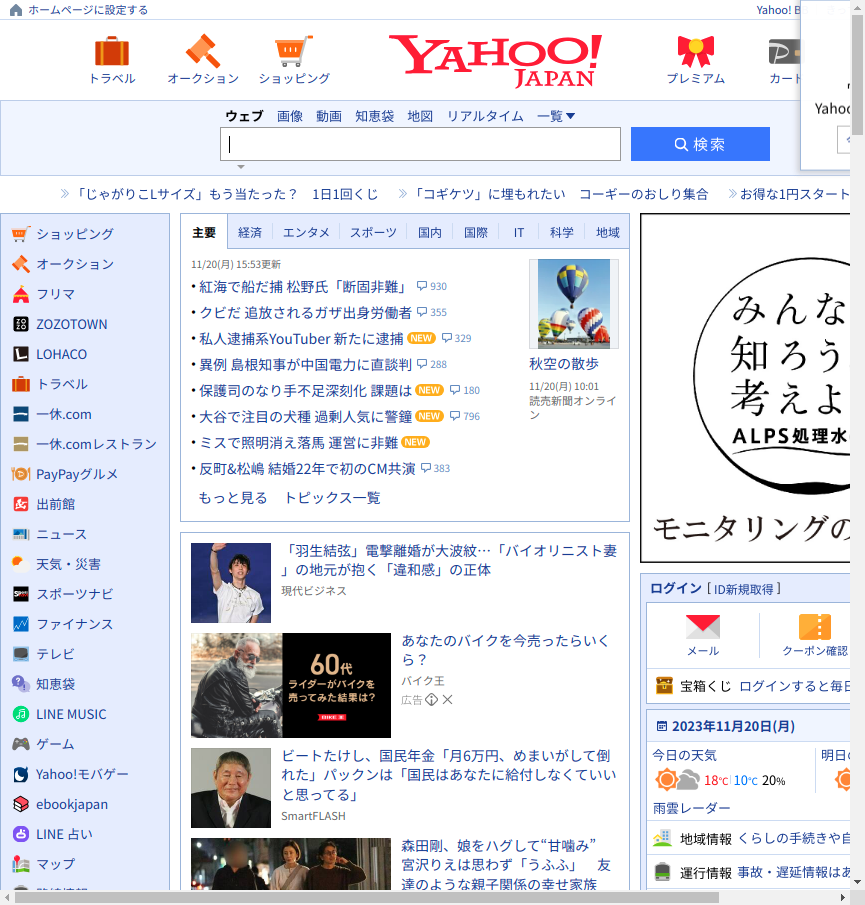 ホームページに設定する
Yahoo! B
トラベル
オークション
ショッピング
YAHOO!
JAPAN
プレミアム
カード
Yahoo
ウェブ 画像 動画 知恵袋 地図 リアルタイム 一覧
検索
「じゃがりこLサイズ」もう当たった？ 1日1回くじ
「コギケツ」に埋もれたい コーギーのおしり集合
お得な1円スタート
ショッピング
オークション
フリマ
ZOZOTOWN
LOHACO
トラベル
一休.com
一休.comレストラン
PayPayグルメ
出前館
ニュース
天気・災害
スポーツナビ
ファイナンス
テレビ
知恵袋
LINE MUSIC
ゲーム
Yahoo!モバゲー
ebookjapan
LINE 占い
マップ
主要 経済 エンタメ スポーツ 国内 国際 IT 科学 地域
11/20(月) 15:53更新
紅海で船だ捕 松野氏「断固非難」 930
クビだ 追放されるガザ出身労働者 355
私人逮捕系YouTuber 新たに逮捕 NEW 329
異例 島根知事が中国電力に直談判 288
保護司のなり手不足深刻化 課題は NEW 180
大谷で注目の犬種 過剰人気に警鐘 NEW 796
ミスで照明消え落馬 運営に非難 NEW
反町&松嶋 結婚22年で初のCM共演 383
もっと見る トピックス一覧
秋空の散歩
11/20(月) 10:01
読売新聞オンライ
ン
「羽生結弦」電撃離婚が大波紋…「バイオリニスト妻
」の地元が抱く「違和感」の正体
現代ビジネス
60代
ライダーがバイクを
売ってみた結果は？
あなたのバイクを今売ったらいく
ら？
バイク王
広告
ビートたけし、国民年金「月6万円、めまいがして倒
れた」パックンは「国民はあなたに給付しなくていい
と思ってる」
SmartFLASH
森田剛、娘をハグして“甘噛み”
宮沢りえは思わず「うふふ」 友
達のような親子関係の幸せ家族
みんな
知ろう
考えよ
ALPS処理水
モニタリングの
ログイン [ ID新規取得 ]
メール
クーポン確認
宝箱くじ ログインすると毎日
2023年11月20日(月)
今日の天気
明日の
18℃ 10℃ 20%
雨雲レーダー
地域情報 くらしの手続きや自
運行情報 事故・遅延情報はあ